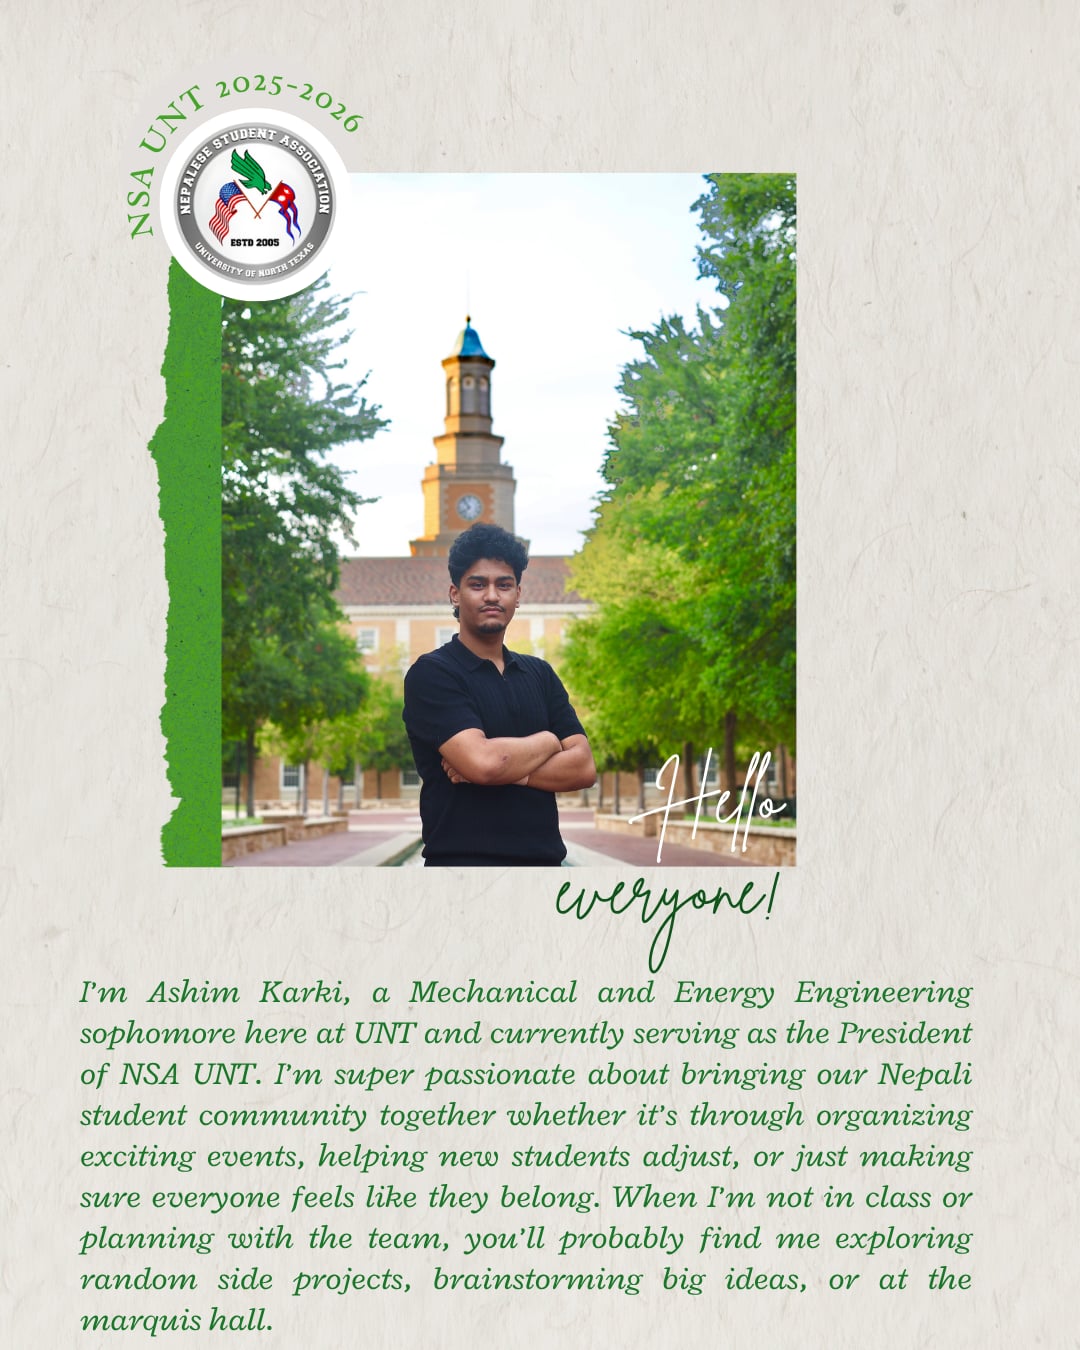 NSA UNT 2025-2026
NEPALESE STUDENT ASSOCIATION
ESTD 2005
UNIVERSITY OF NORTH TEXAS
Hello
everyone!
I'm Ashim Karki, a Mechanical and Energy Engineering
sophomore here at UNT and currently serving as the President
of NSA UNT. I'm super passionate about bringing our Nepali
student community together whether it's through organizing
exciting events, helping new students adjust, or just making
sure everyone feels like they belong. When I'm not in class or
planning with the team, you'll probably find me exploring
random side projects, brainstorming big ideas, or at the
marquis hall.